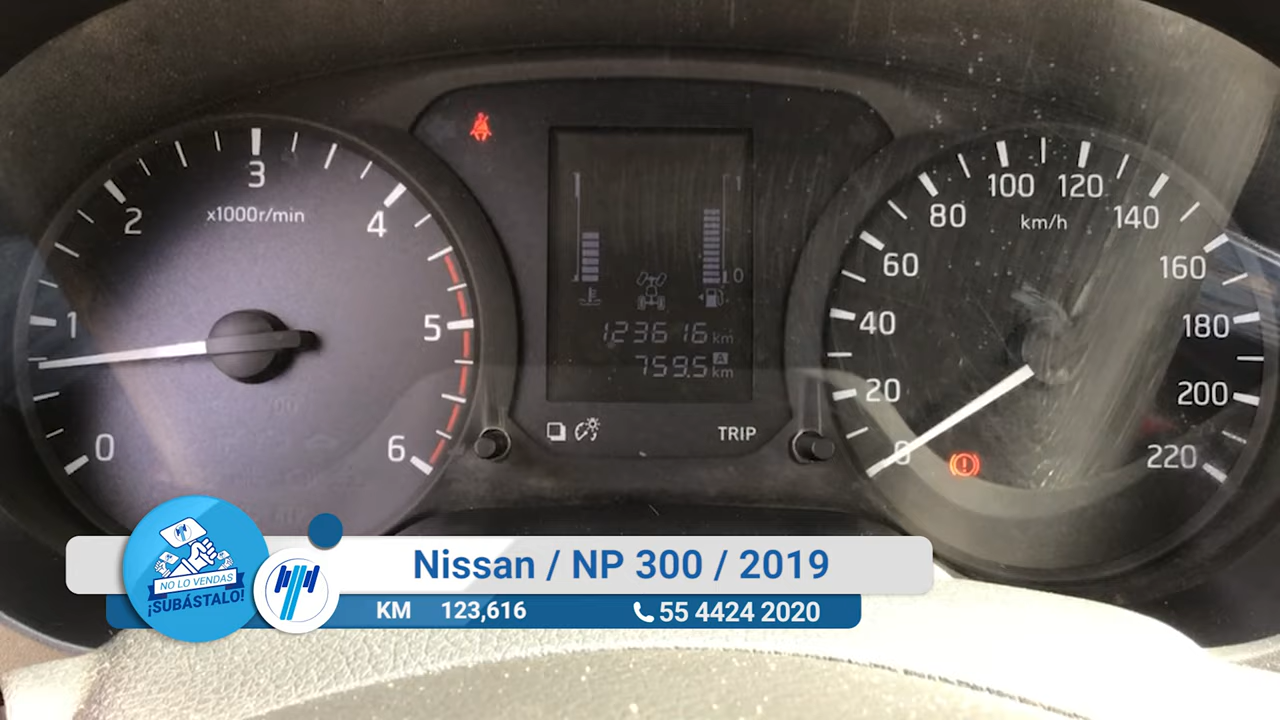 0
1
2
3
4
5
6
x1000r/min
1
0
123616 km
759.5 A km
TRIP
0
20
40
60
80
100
120
140
160
180
200
220
km/h
NO LO VENDAS
¡SUBÁSTALO!
Nissan / NP 300 / 2019
KM 123,616 55 4424 2020